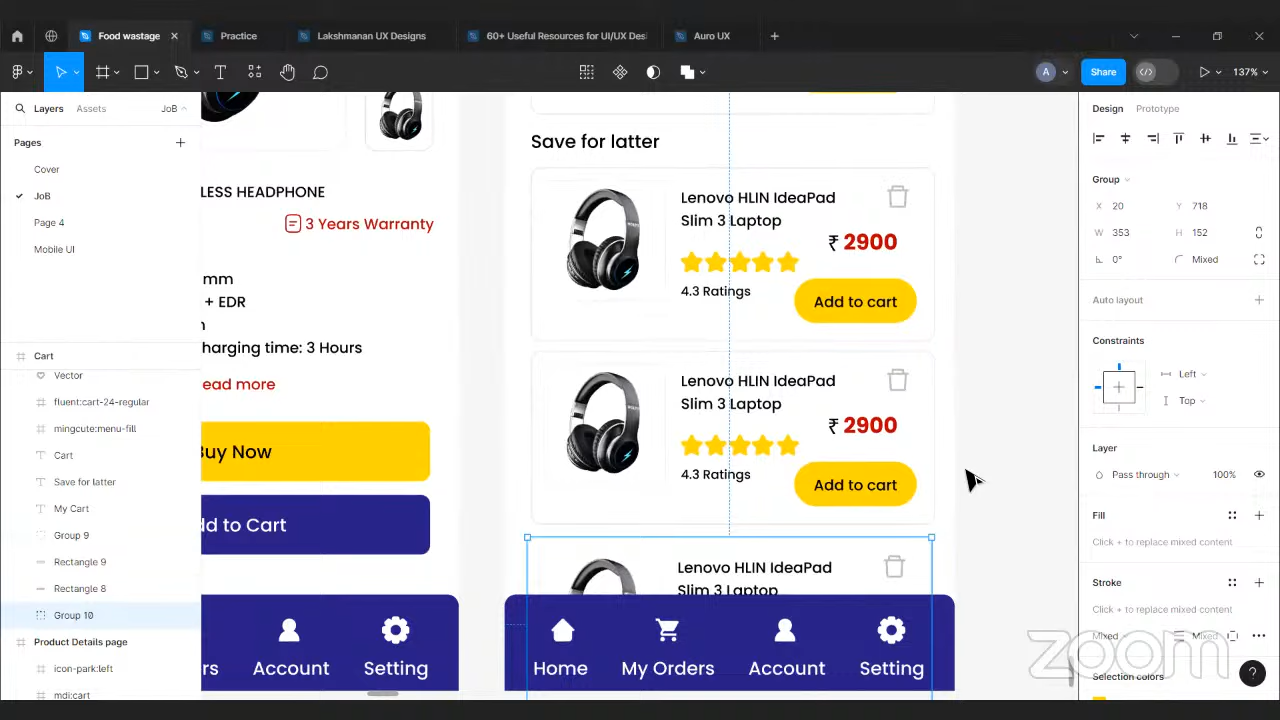 Food wastage
Practice
Lakshmanan UX Designs
60+ Useful Resources for UI/UX Desi
Auro UX
A
Share
137%
Layers
Assets
JoB
Pages
Cover
JoB
Page 4
Mobile UI
Cart
Vector
fluent:cart-24-regular
mingcute:menu-fill
Cart
Save for latter
My Cart
Group 9
Rectangle 9
Rectangle 8
Group 10
Product Details page
icon-park:left
mdi:cart
LESS HEADPHONE
3 Years Warranty
mm
+ EDR
harging time: 3 Hours
ead more
Buy Now
dd to Cart
rs
Account
Setting
Save for latter
Lenovo HLIN IdeaPad
Slim 3 Laptop
₹ 2900
4.3 Ratings
Add to cart
Lenovo HLIN IdeaPad
Slim 3 Laptop
₹ 2900
4.3 Ratings
Add to cart
Lenovo HLIN IdeaPad
Slim 3 Laptop
Home
My Orders
Account
Setting
Design
Prototype
Group
X 20
Y 718
W 353
H 152
0°
Mixed
Auto layout
Constraints
Left
Top
Layer
Pass through
100%
Fill
Click + to replace mixed content
Stroke
Click + to replace mixed content
Mixed
Mixed
Selection colors
zoom
?